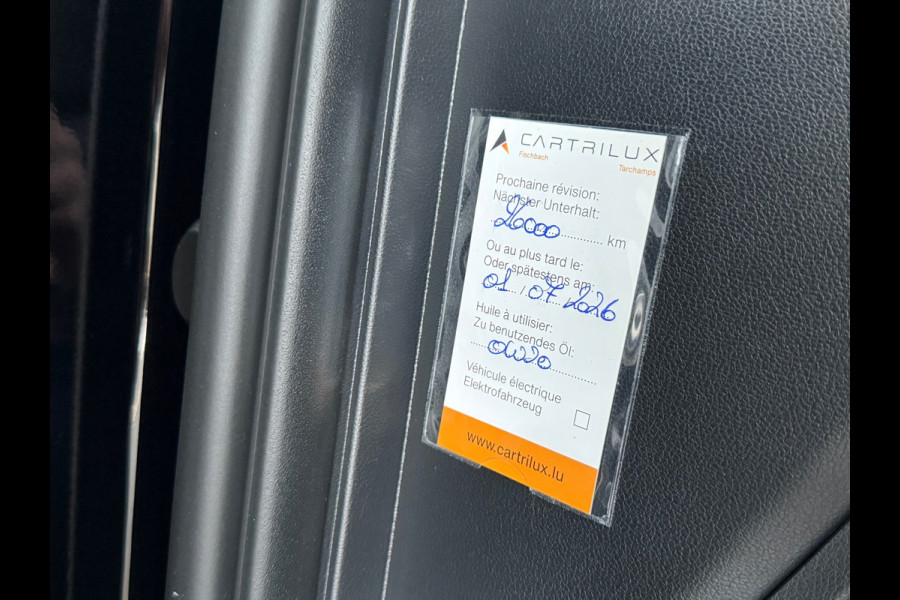 CARTRILUX
Fischbach
Tarchamps
Prochaine révision:
Nächster Unterhalt:
26000 km
Ou au plus tard le:
Oder spätestens am:
01 / 07 / 2026
Huile à utilisier:
Zu benutzendes Öl:
0W20
Véhicule électrique
Elektrofahrzeug
www.cartrilux.lu